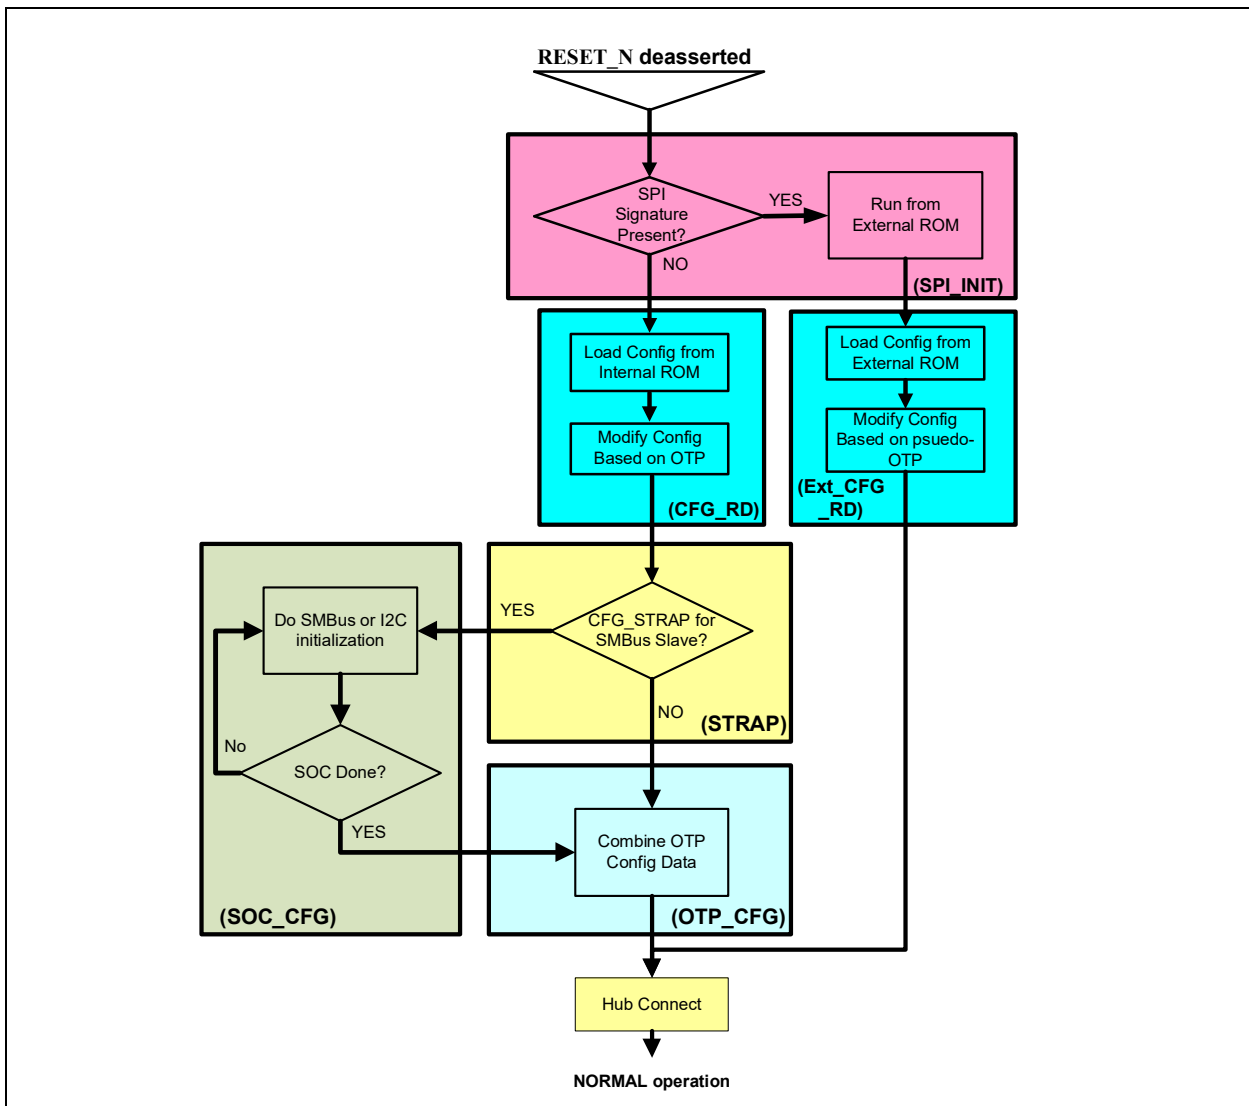 RESET_N deasserted
SPI
Signature
Present?
YES
Run from
External ROM
NO
(SPI_INIT)
Load Config from
Internal ROM
Load Config from
External ROM
Modify Config
Based on OTP
Modify Config
Based on psuedo-
OTP
(CFG_RD)
(Ext_CFG
_RD)
Do SMBus or I2C
initialization
YES
CFG_STRAP for
SMBus Slave?
NO
(STRAP)
No
SOC Done?
YES
Combine OTP
Config Data
(SOC_CFG)
(OTP_CFG)
Hub Connect
NORMAL operation